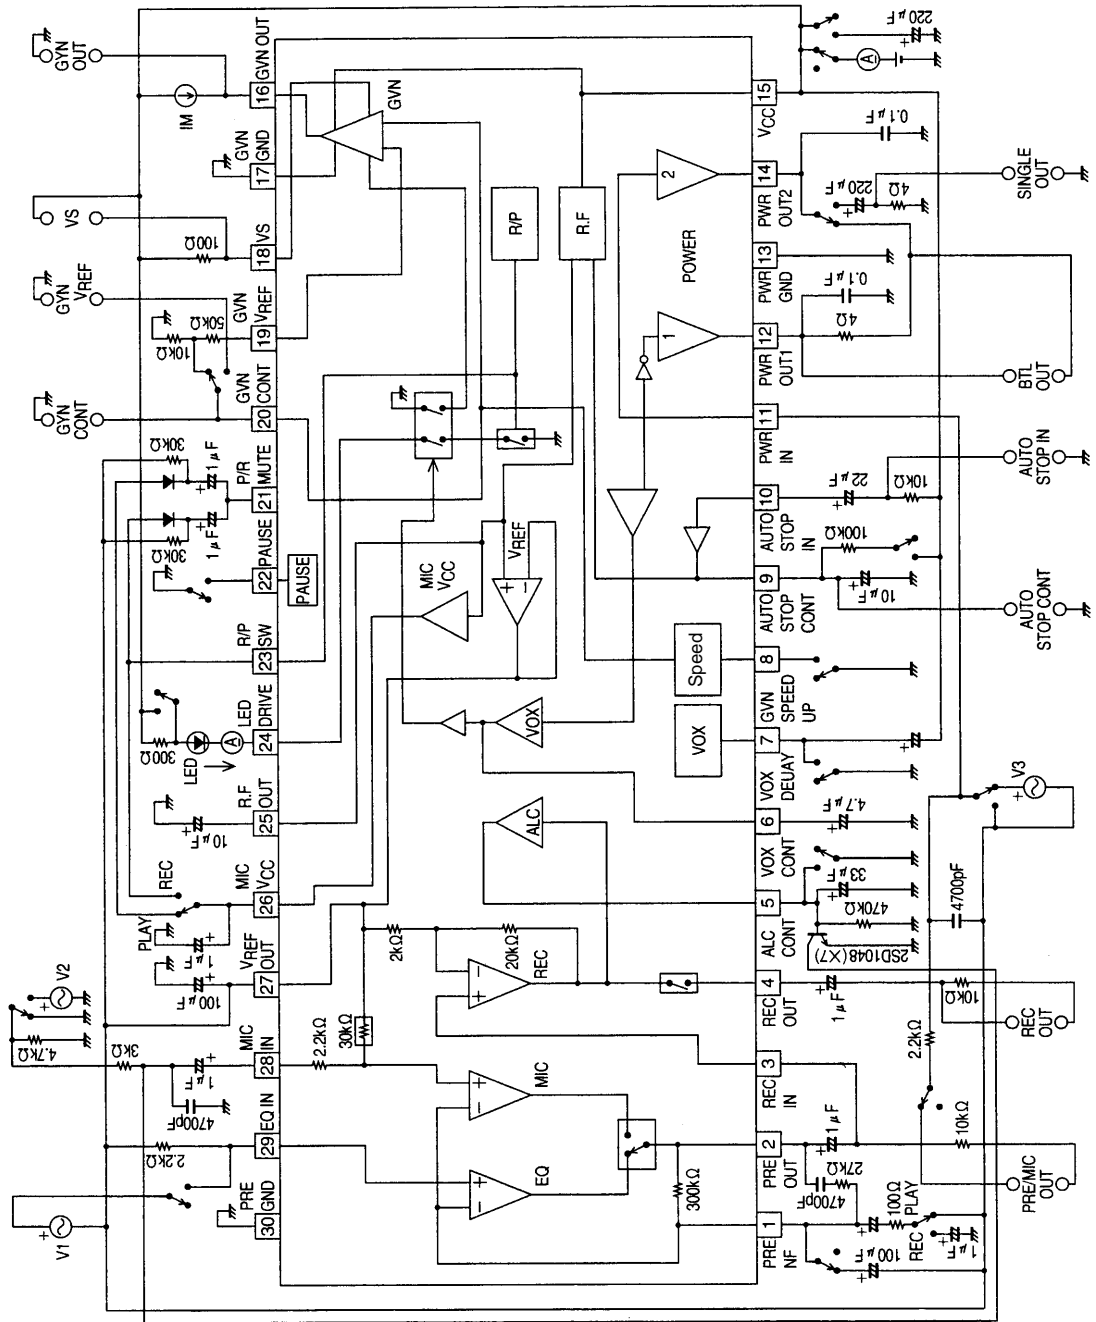 GYN
OUT
VS
GYN
VREF
GYN
CONT
V2
V1
IM
100Ω
10kΩ
50kΩ
30kΩ
1μF
+
30kΩ
1μF
+
300Ω
LED
A
10μF
+
REC
PLAY
1μF
+
100μF
+
4.7kΩ
3kΩ
1μF
+
4700pF
2.2kΩ
GVN OUT
16
GVN
GND
17
VS
18
GVN
VREF
19
GVN
CONT
20
P/R
MUTE
21
PAUSE
22
R/P
SW
23
LED
DRIVE
24
R.F
OUT
25
MIC
VCC
26
VREF
OUT
27
MIC
IN
28
EQ IN
29
PRE
GND
30
GVN
R/P
R.F
PAUSE
MIC
VCC
VREF
+
−
POWER
2
1
Speed
VOX
VOX
ALC
2kΩ
20kΩ
REC
−
+
2.2kΩ
30kΩ
MIC
+
−
EQ
+
−
300kΩ
15
VCC
14
PWR
OUT2
13
PWR
GND
12
PWR
OUT1
11
PWR
IN
10
AUTO
STOP
IN
9
AUTO
STOP
CONT
8
GVN
SPEED
UP
7
VOX
DEUAY
6
VOX
CONT
5
ALC
CONT
4
REC
OUT
3
REC
IN
2
PRE
OUT
1
PRE
NF
220μF
+
A
0.1μF
220μF
+
4Ω
0.1μF
4Ω
22μF
+
10kΩ
100kΩ
10μF
+
+
4.7μF
+
33μF
+
470kΩ
2SD1048(X7)
4700pF
V3
+
1μF
+
10kΩ
2.2kΩ
1μF
+
10kΩ
27kΩ
4700pF
100Ω
+
PLAY
REC
1μF
+
100μF
+
SINGLE
OUT
BTL
OUT
AUTO
STOP IN
AUTO
STOP CONT
REC
OUT
PRE/MIC
OUT